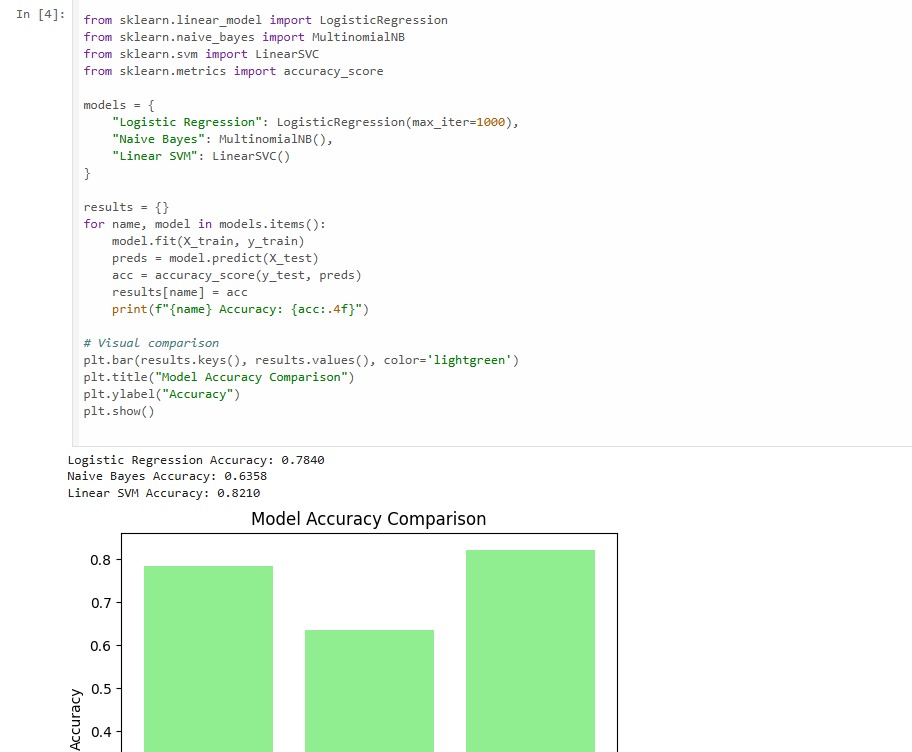 In [4]:
from sklearn.linear_model import LogisticRegression
from sklearn.naive_bayes import MultinomialNB
from sklearn.svm import LinearSVC
from sklearn.metrics import accuracy_score
models = {
    "Logistic Regression": LogisticRegression(max_iter=1000),
    "Naive Bayes": MultinomialNB(),
    "Linear SVM": LinearSVC()
}
results = {}
for name, model in models.items():
    model.fit(X_train, y_train)
    preds = model.predict(X_test)
    acc = accuracy_score(y_test, preds)
    results[name] = acc
    print(f"{name} Accuracy: {acc:.4f}")
# Visual comparison
plt.bar(results.keys(), results.values(), color='lightgreen')
plt.title("Model Accuracy Comparison")
plt.ylabel("Accuracy")
plt.show()
Logistic Regression Accuracy: 0.7840
Naive Bayes Accuracy: 0.6358
Linear SVM Accuracy: 0.8210
Model Accuracy Comparison
0.8
0.7
0.6
0.5
0.4
Accuracy